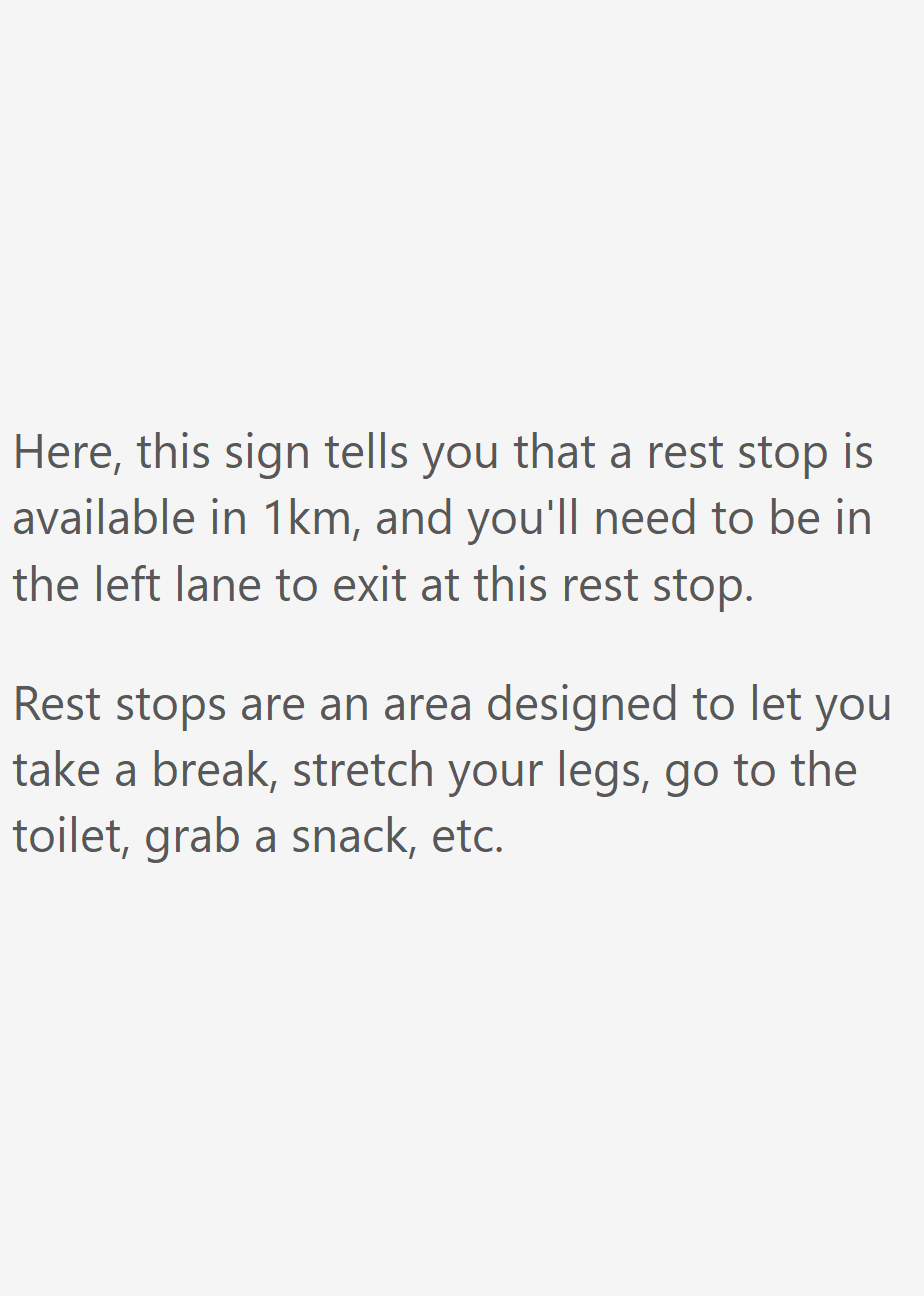 Here, this sign tells you that a rest stop is
available in 1km, and you'll need to be in
the left lane to exit at this rest stop.
Rest stops are an area designed to let you
take a break, stretch your legs, go to the
toilet, grab a snack, etc.